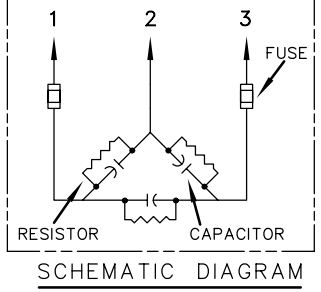 1 2 3
FUSE
RESISTOR CAPACITOR
SCHEMATIC DIAGRAM